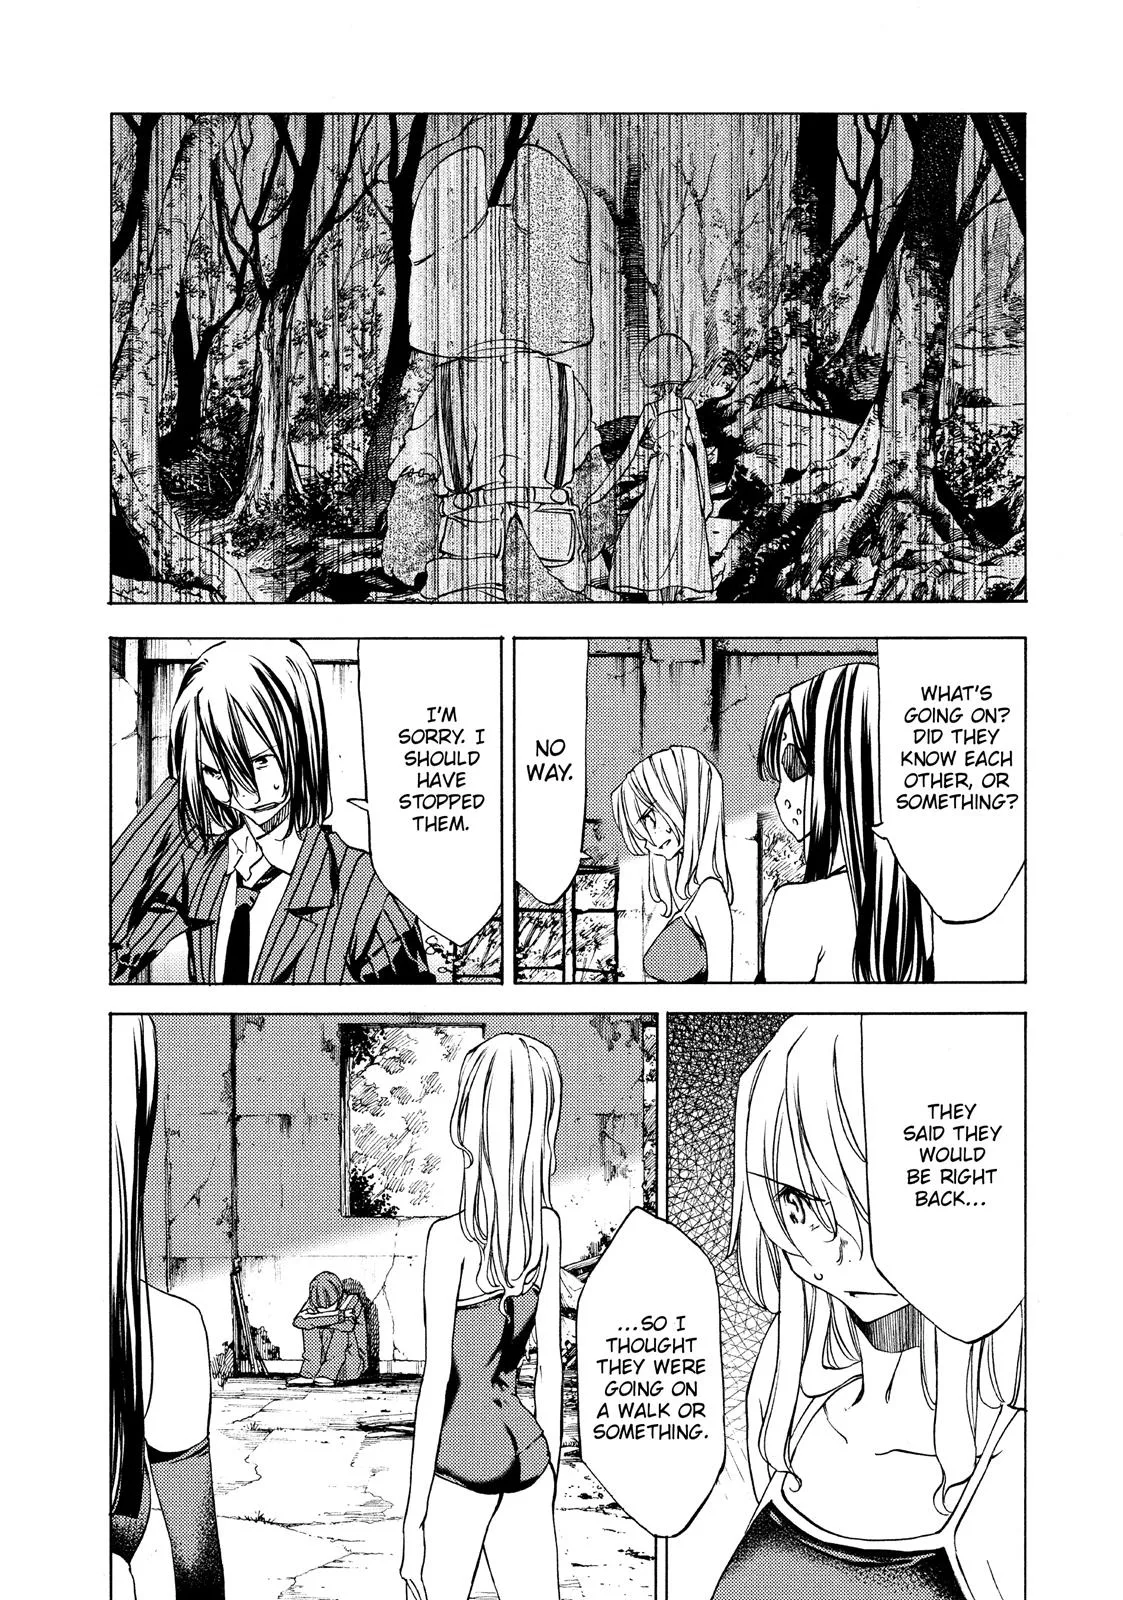 WHAT'S
GOING ON?
DID THEY
KNOW EACH
OTHER, OR
SOMETHING?
NO
WAY.
I'M
SORRY. I
SHOULD
HAVE
STOPPED
THEM.
THEY
SAID THEY
WOULD
BE RIGHT
BACK...
...SO I
THOUGHT
THEY WERE
GOING ON
A WALK OR
SOMETHING.